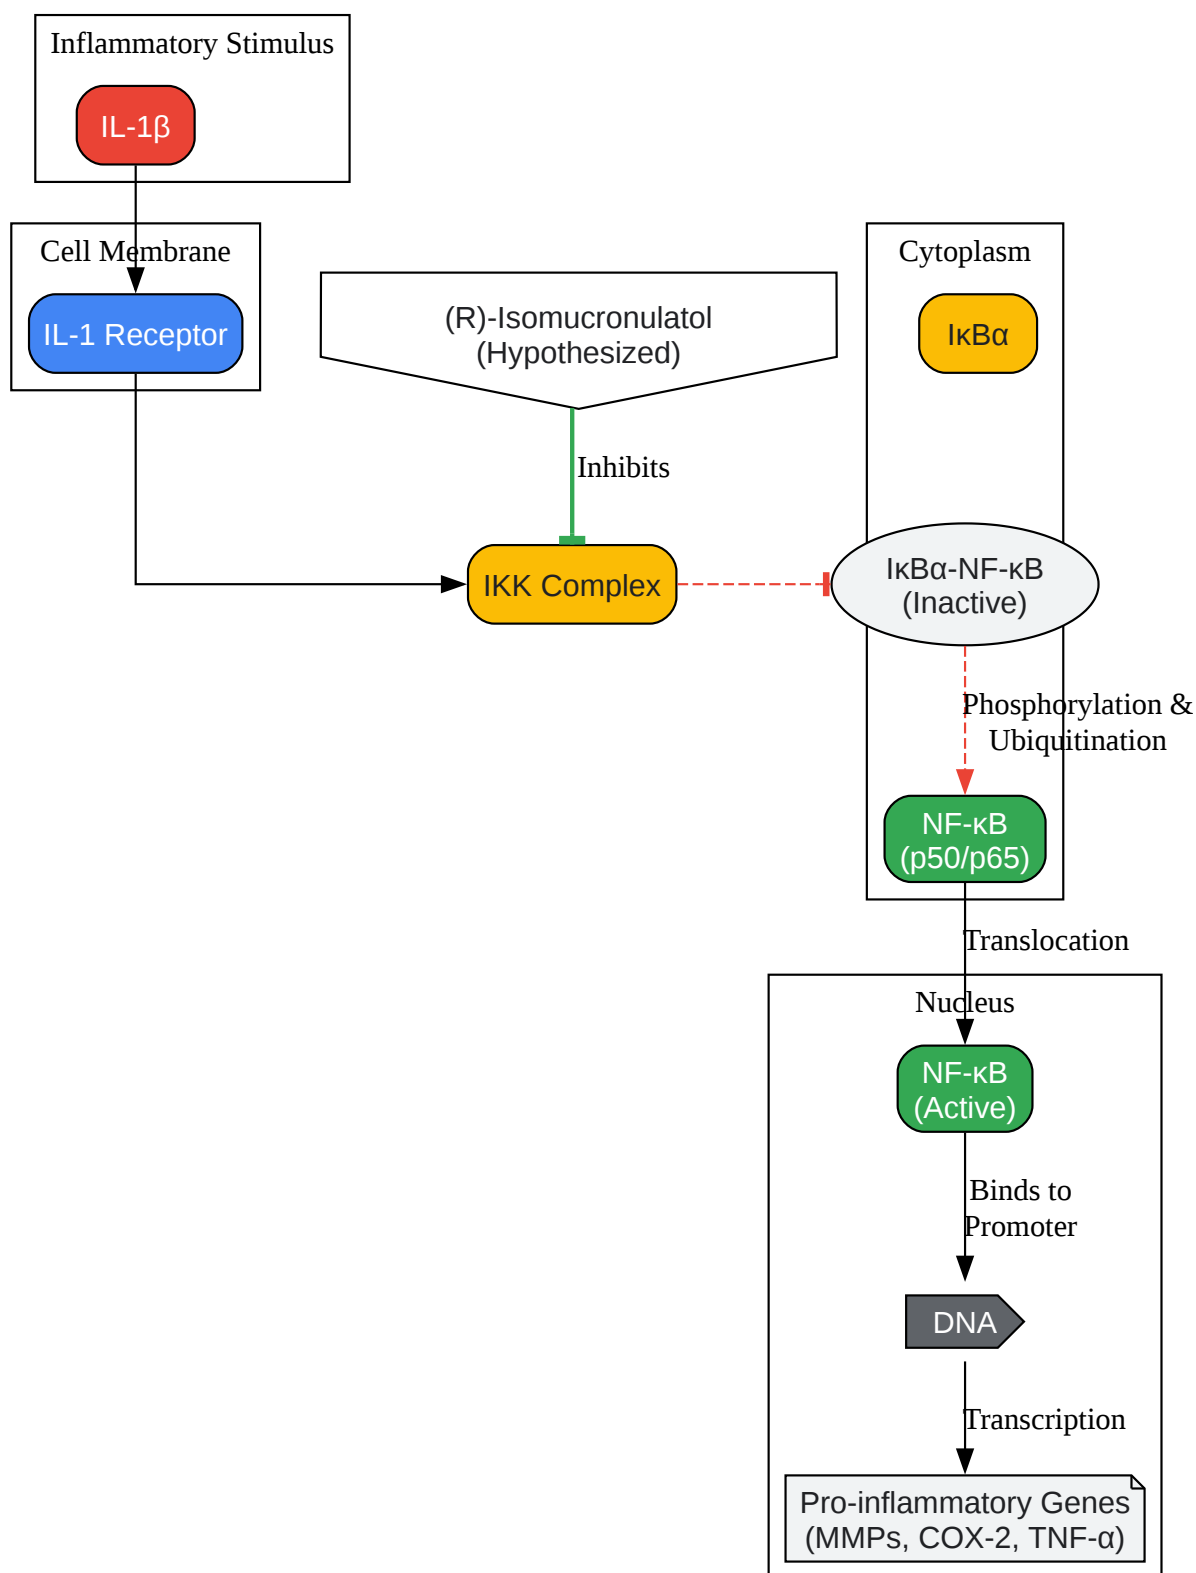 Inflammatory Stimulus
IL-1β
Cell Membrane
IL-1 Receptor
(R)-Isomucronulatol
(Hypothesized)
Cytoplasm
IκBα
Inhibits
IKK Complex
IκBα-NF-κB
(Inactive)
Phosphorylation &
Ubiquitination
NF-κB
(p50/p65)
Translocation
Nucleus
NF-κB
(Active)
Binds to
Promoter
DNA
Transcription
Pro-inflammatory Genes
(MMPs, COX-2, TNF-α)